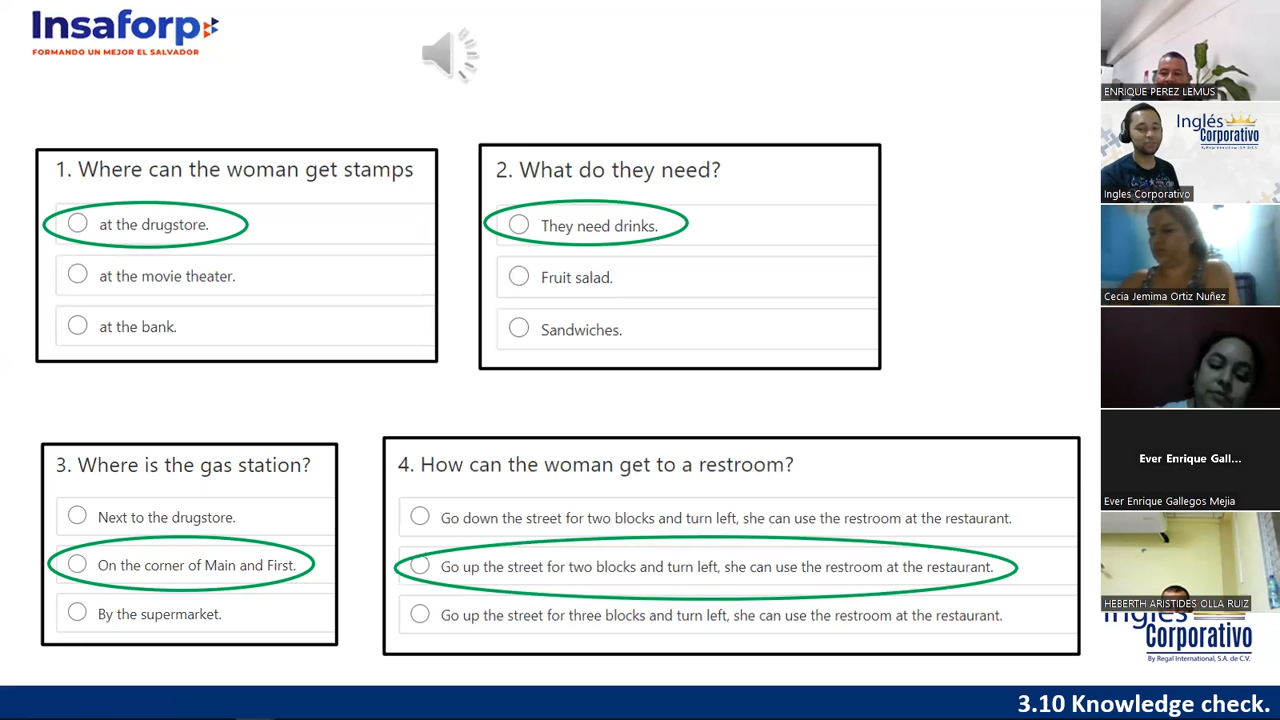 Insaforp
FORMANDO UN MEJOR EL SALVADOR
1. Where can the woman get stamps
at the drugstore.
at the movie theater.
at the bank.
2. What do they need?
They need drinks.
Fruit salad.
Sandwiches.
3. Where is the gas station?
Next to the drugstore.
On the corner of Main and First.
By the supermarket.
4. How can the woman get to a restroom?
Go down the street for two blocks and turn left, she can use the restroom at the restaurant.
Go up the street for two blocks and turn left, she can use the restroom at the restaurant.
Go up the street for three blocks and turn left, she can use the restroom at the restaurant.
3.10 Knowledge check.
ENRIQUE PEREZ LEMUS
Inglés
Corporativo
By Regal International, S.A. de C.V.
Ingles Corporativo
Cecia Jemima Ortiz Nuñez
Ever Enrique Gall...
Ever Enrique Gallegos Mejia
HEBERTH ARISTIDES OLLA RUIZ
Inglés
Corporativo
By Regal International, S.A. de C.V.